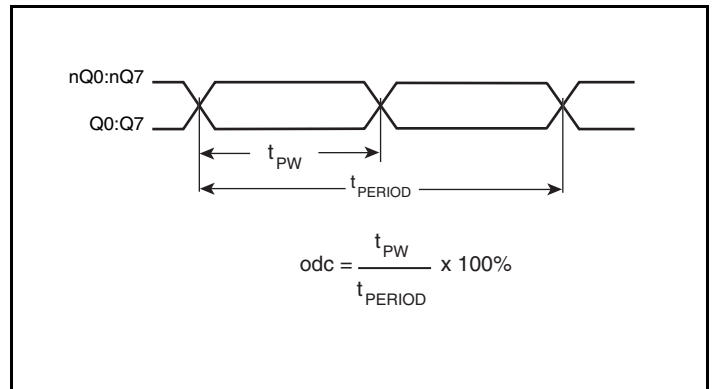 nQ0:nQ7
Q0:Q7
tPW
tPERIOD
odc = tPW / tPERIOD x 100%